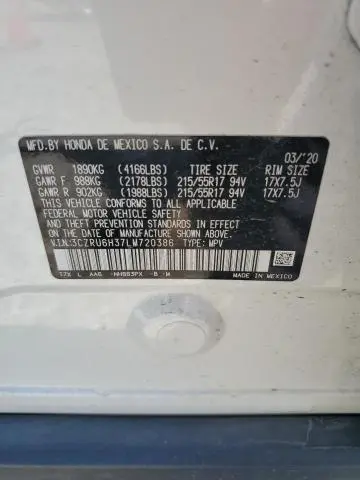 MFD.BY HONDA DE MEXICO S.A. DE C.V.
03/'20
GVWR 1890KG (4166LBS) TIRE SIZE RIM SIZE
GAWR F 988KG (2178LBS) 215/55R17 94V 17X7.5J
GAWR R 902KG (1988LBS) 215/55R17 94V 17X7.5J
THIS VEHICLE CONFORMS TO ALL APPLICABLE
FEDERAL MOTOR VEHICLE SAFETY
AND THEFT PREVENTION STANDARDS IN EFFECT
ON THE DATE OF MANUFACTURE SHOWN ABOVE.
V.I.N:3CZRU6H37LM720386 TYPE: MPV
T7X L AAG NH883PX -B -M
MADE IN MEXICO